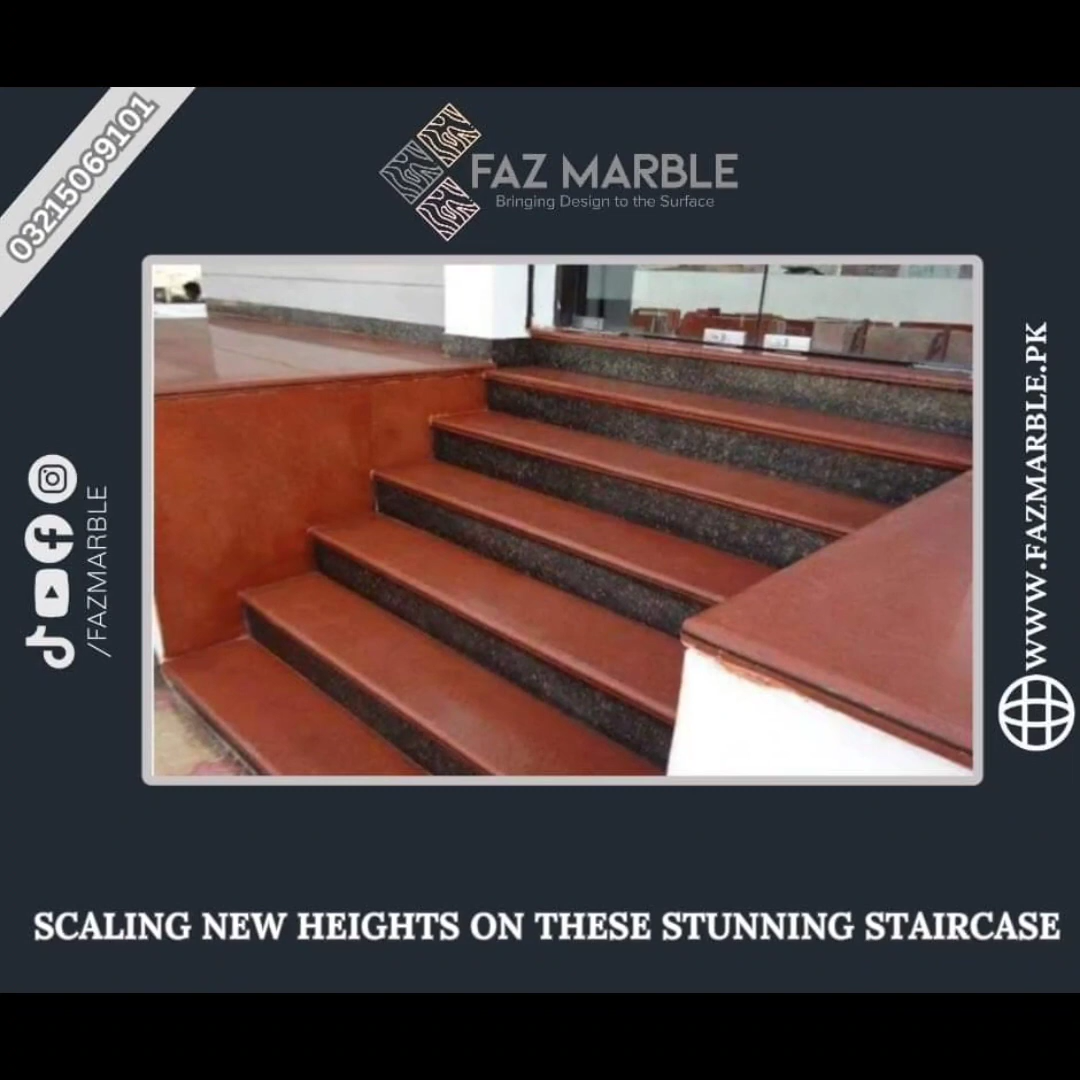 03215069101
FAZ MARBLE
Bringing Design to the Surface
/FAZMARBLE
WWW.FAZMARBLE.PK
SCALING NEW HEIGHTS ON THESE STUNNING STAIRCASE